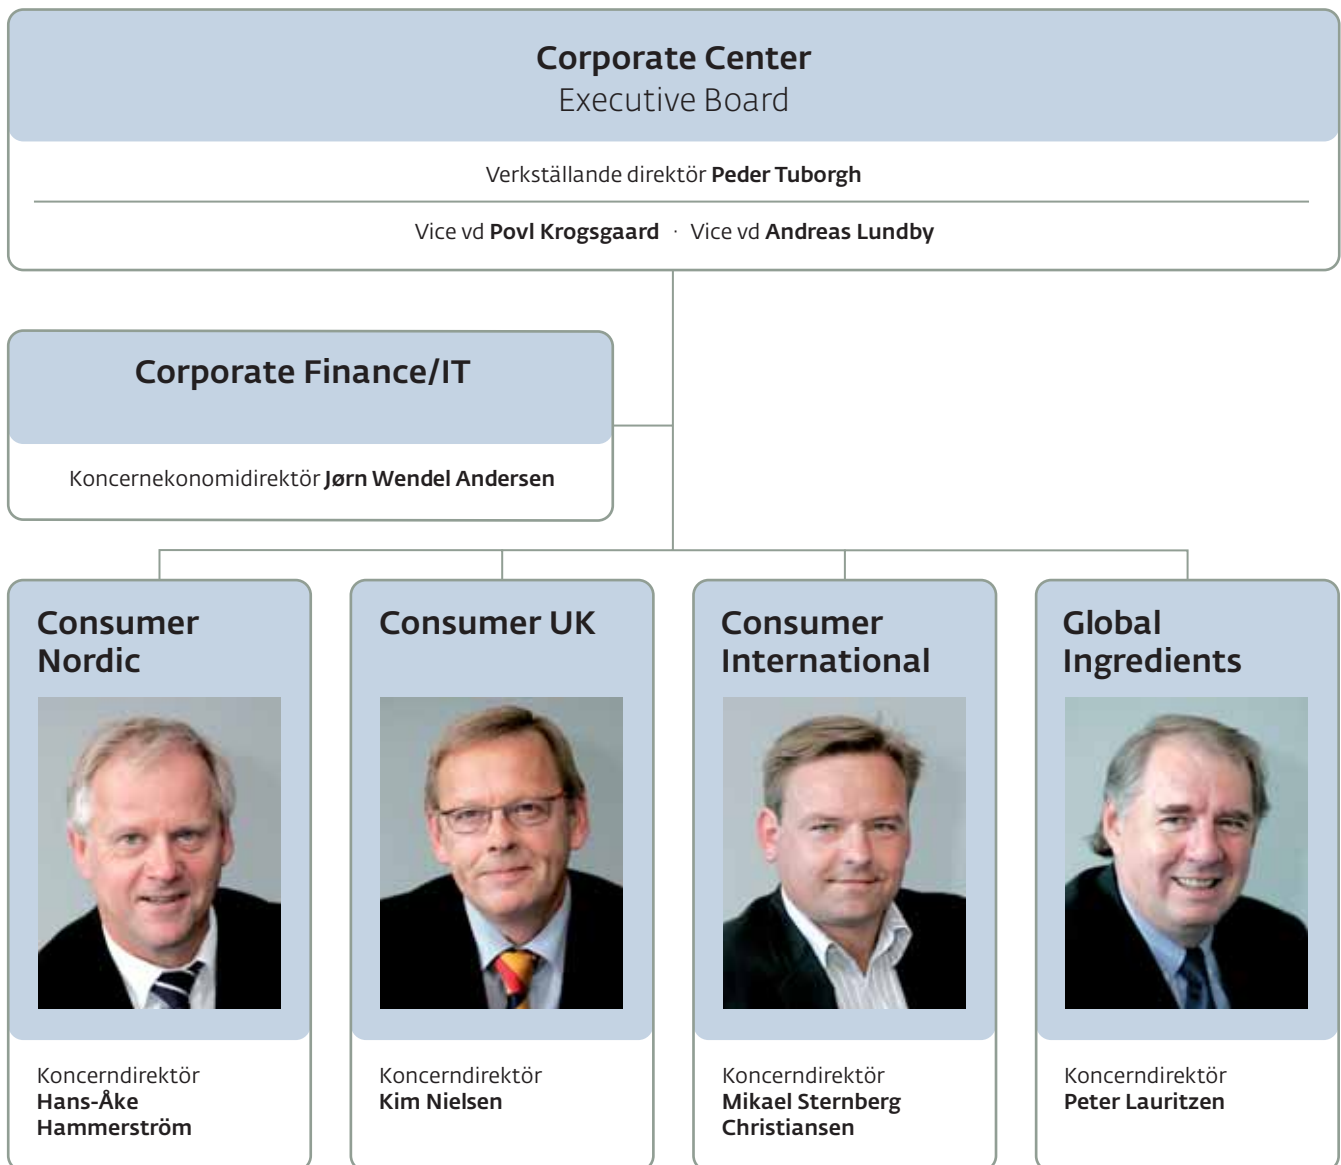 Corporate Center
Executive Board
Verkställande direktör Peder Tuborgh
Vice vd Povl Krogsgaard · Vice vd Andreas Lundby
Corporate Finance/IT
Koncernekonomidirektör Jørn Wendel Andersen
Consumer
Nordic
Koncerndirektör
Hans-Åke
Hammerström
Consumer UK
Koncerndirektör
Kim Nielsen
Consumer
International
Koncerndirektör
Mikael Sternberg
Christiansen
Global
Ingredients
Koncerndirektör
Peter Lauritzen